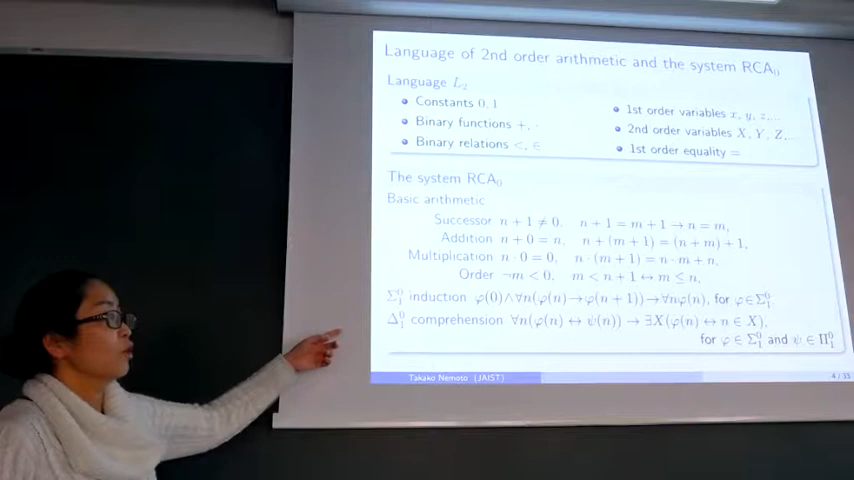 Language of 2nd order arithmetic and the system RCA₀
Language L₂
Constants 0, 1
Binary functions +, ·
Binary relations <, ∈
1st order variables x, y, z,...
2nd order variables X, Y, Z,...
1st order equality =
The system RCA₀
Basic arithmetic
Successor n + 1 ≠ 0, n + 1 = m + 1 → n = m,
Addition n + 0 = n, n + (m + 1) = (n + m) + 1,
Multiplication n · 0 = 0, n · (m + 1) = n · m + n,
Order ¬m < 0, m < n + 1 ↔ m ≤ n,
Σ⁰₁ induction φ(0)∧∀n(φ(n)→φ(n + 1))→∀nφ(n), for φ∈Σ⁰₁
Δ⁰₁ comprehension ∀n(φ(n) ↔ ψ(n)) → ∃X(φ(n) ↔ n ∈ X),
for φ ∈ Σ⁰₁ and ψ ∈ Π⁰₁
Takako Nemoto (JAIST)
4 / 33